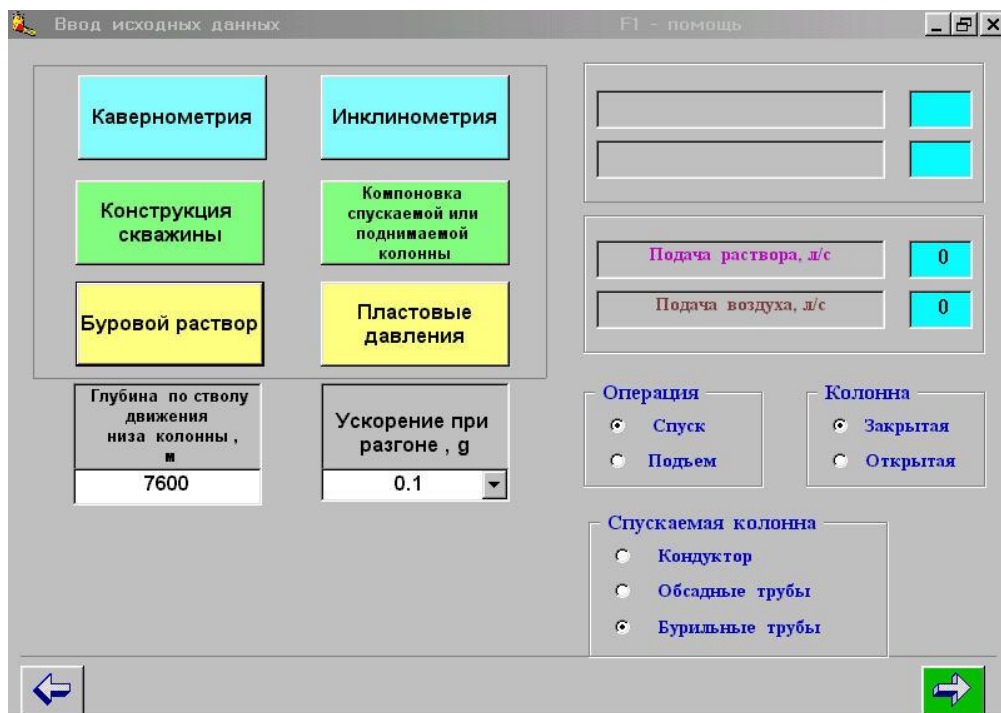 Ввод исходных данных
F1 - помощь
Кавернометрия
Инклинометрия
Конструкция
скважины
Компоновка
спускаемой или
поднимаемой
колонны
Буровой раствор
Пластовые
давления
Глубина по стволу
движения
низа колонны ,
м
7600
Ускорение при
разгоне , g
0.1
Подача раствора, л/с
0
Подача воздуха, л/с
0
Операция
Спуск
Подъем
Колонна
Закрытая
Открытая
Спускаемая колонна
Кондуктор
Обсадные трубы
Бурильные трубы